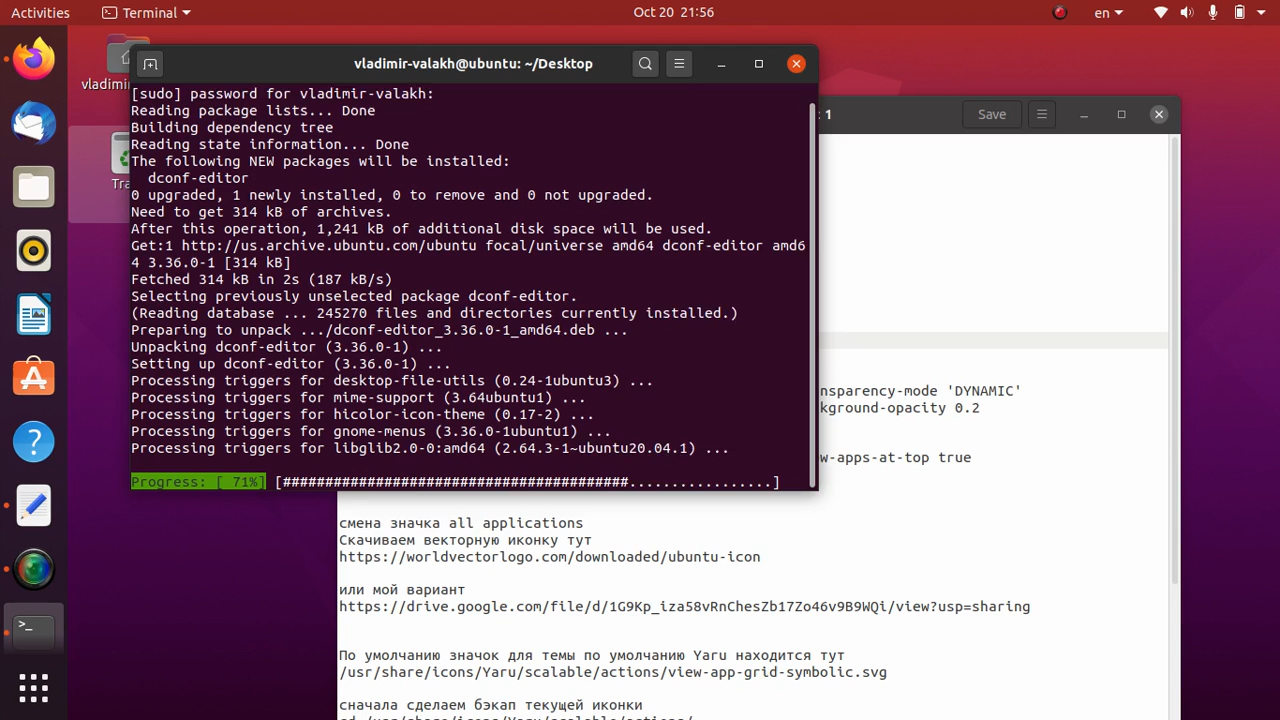 Activities
Terminal
Oct 20 21:56
en
vladimir-valakh@ubuntu: ~/Desktop
[sudo] password for vladimir-valakh:
Reading package lists... Done
Building dependency tree
Reading state information... Done
The following NEW packages will be installed:
dconf-editor
0 upgraded, 1 newly installed, 0 to remove and 0 not upgraded.
Need to get 314 kB of archives.
After this operation, 1,241 kB of additional disk space will be used.
Get:1 http://us.archive.ubuntu.com/ubuntu focal/universe amd64 dconf-editor amd6
4 3.36.0-1 [314 kB]
Fetched 314 kB in 2s (187 kB/s)
Selecting previously unselected package dconf-editor.
(Reading database ... 245270 files and directories currently installed.)
Preparing to unpack .../dconf-editor_3.36.0-1_amd64.deb ...
Unpacking dconf-editor (3.36.0-1) ...
Setting up dconf-editor (3.36.0-1) ...
Processing triggers for desktop-file-utils (0.24-1ubuntu3) ...
Processing triggers for mime-support (3.64ubuntu1) ...
Processing triggers for hicolor-icon-theme (0.17-2) ...
Processing triggers for gnome-menus (3.36.0-1ubuntu1) ...
Processing triggers for libglib2.0-0:amd64 (2.64.3-1~ubuntu20.04.1) ...
Progress: [ 71%] [#########################################.................]
vladimi
Tra
1
Save
nsparency-mode 'DYNAMIC'
kground-opacity 0.2
w-apps-at-top true
смена значка all applications
Скачиваем векторную иконку тут
https://worldvectorlogo.com/downloaded/ubuntu-icon
или мой вариант
https://drive.google.com/file/d/1G9Kp_iza58vRnChesZb17Zo46v9B9WQi/view?usp=sharing
По умолчанию значок для темы по умолчанию Yaru находится тут
/usr/share/icons/Yaru/scalable/actions/view-app-grid-symbolic.svg
сначала сделаем бэкап текущей иконки
cd /usr/share/icons/Yaru/scalable/actions/